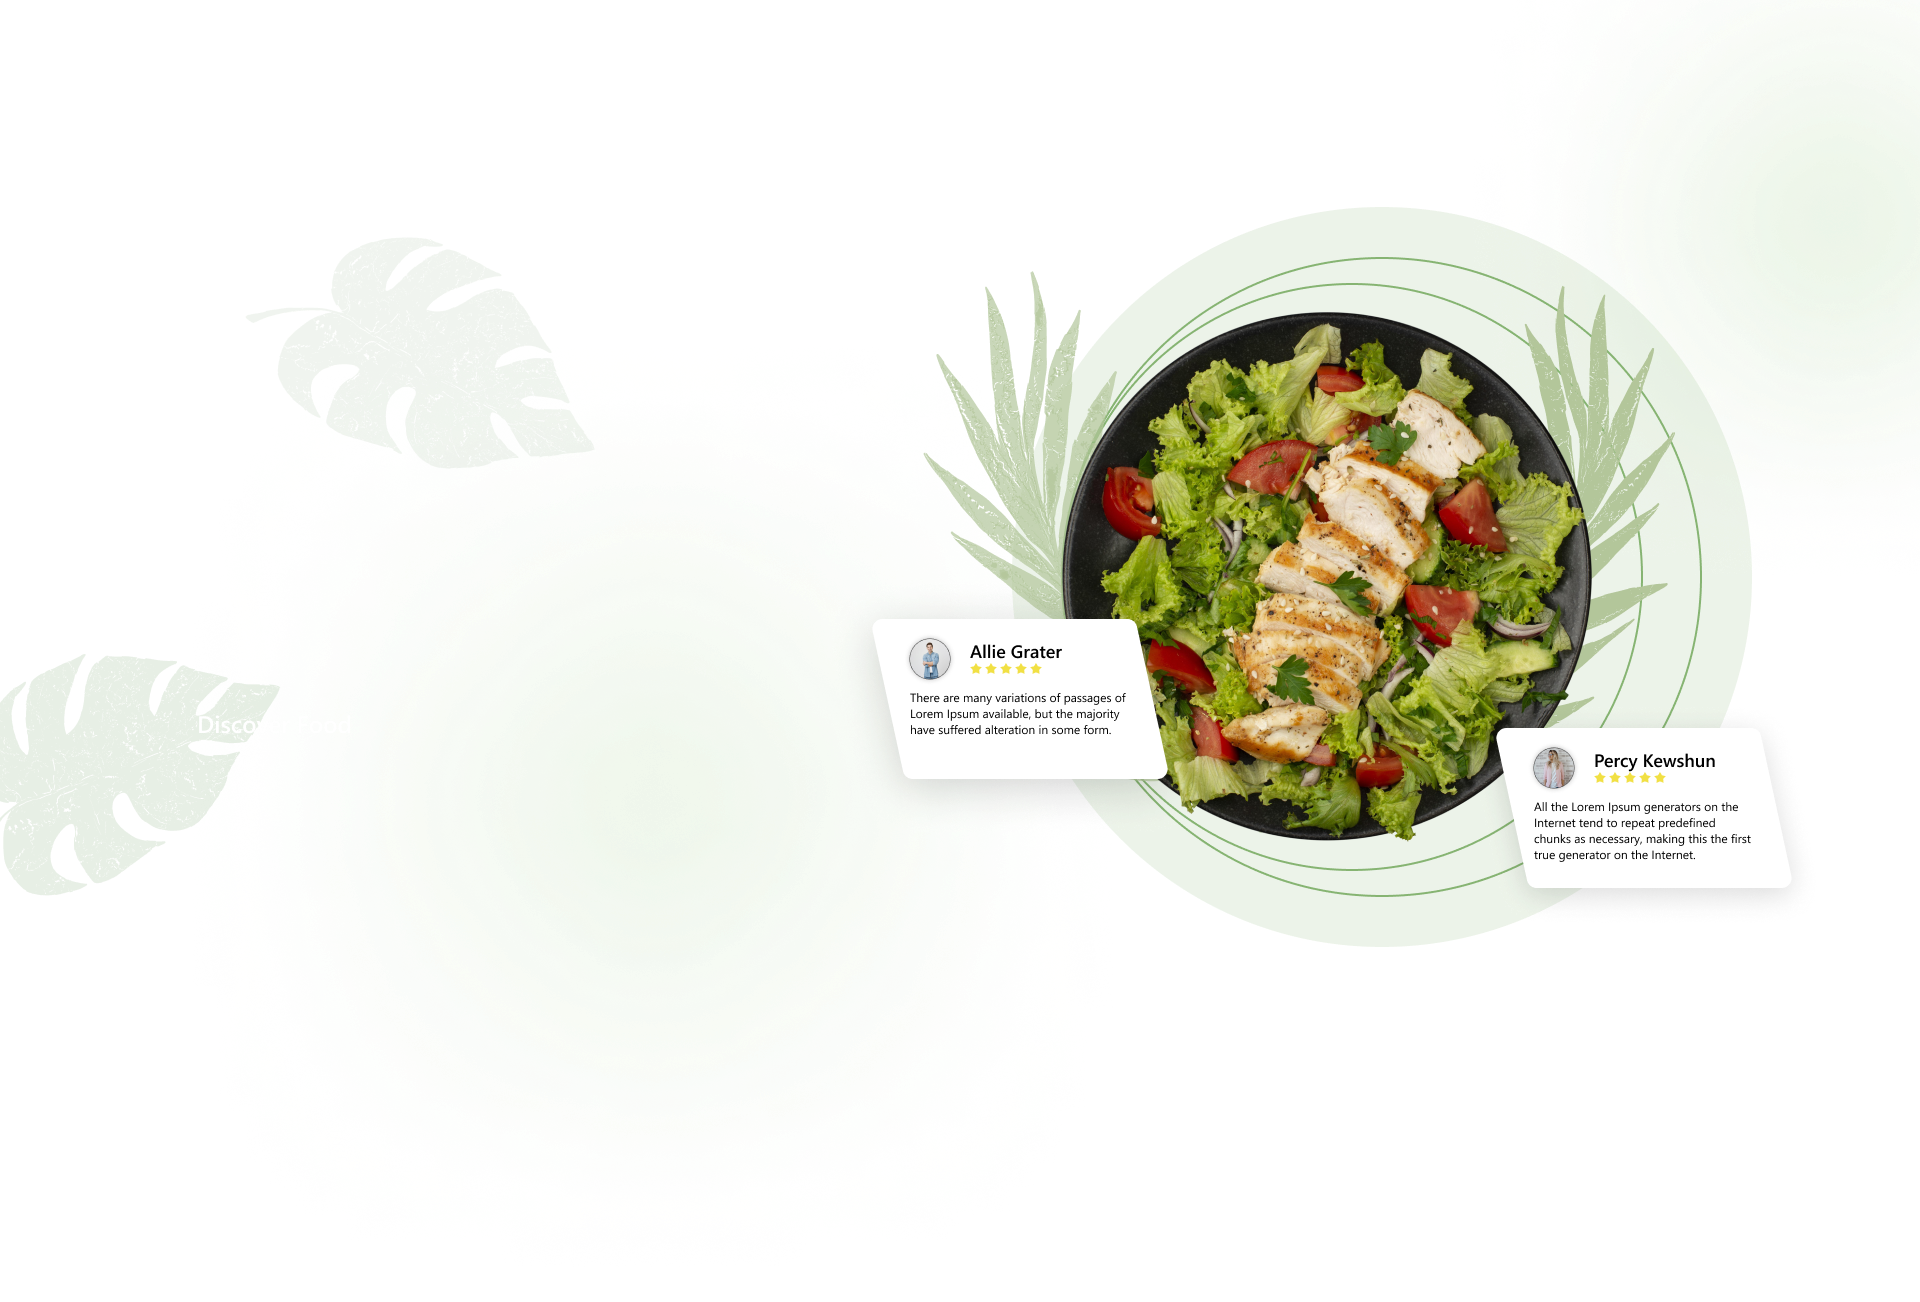 Discover Food
Allie Grater
There are many variations of passages of
Lorem Ipsum available, but the majority
have suffered alteration in some form.
Percy Kewshun
All the Lorem Ipsum generators on the
Internet tend to repeat predefined
chunks as necessary, making this the first
true generator on the Internet.